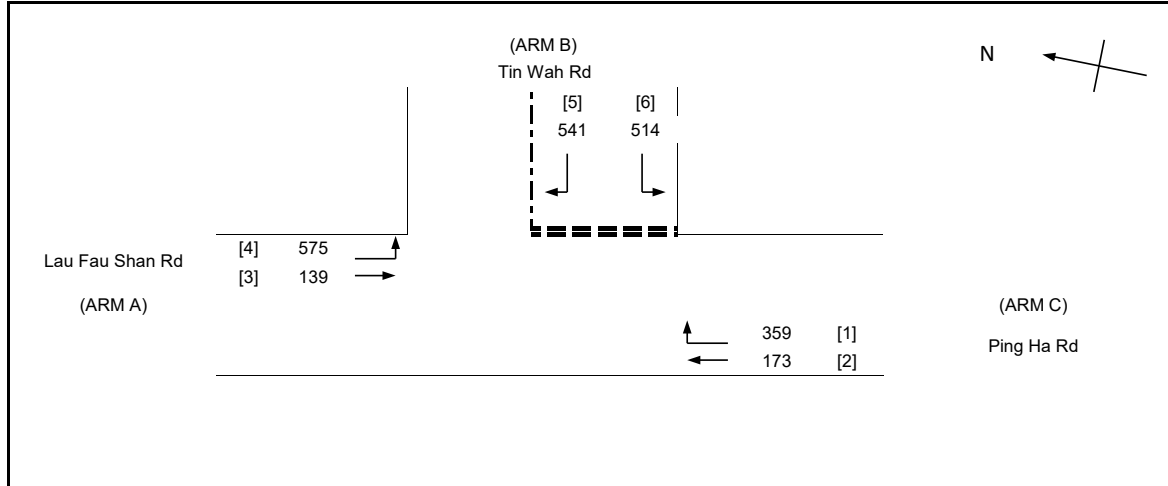 (ARM B)
Tin Wah Rd
N
[5] [6]
541 514
[4] 575
Lau Fau Shan Rd
[3] 139
(ARM A)
(ARM C)
359 [1]
Ping Ha Rd
173 [2]